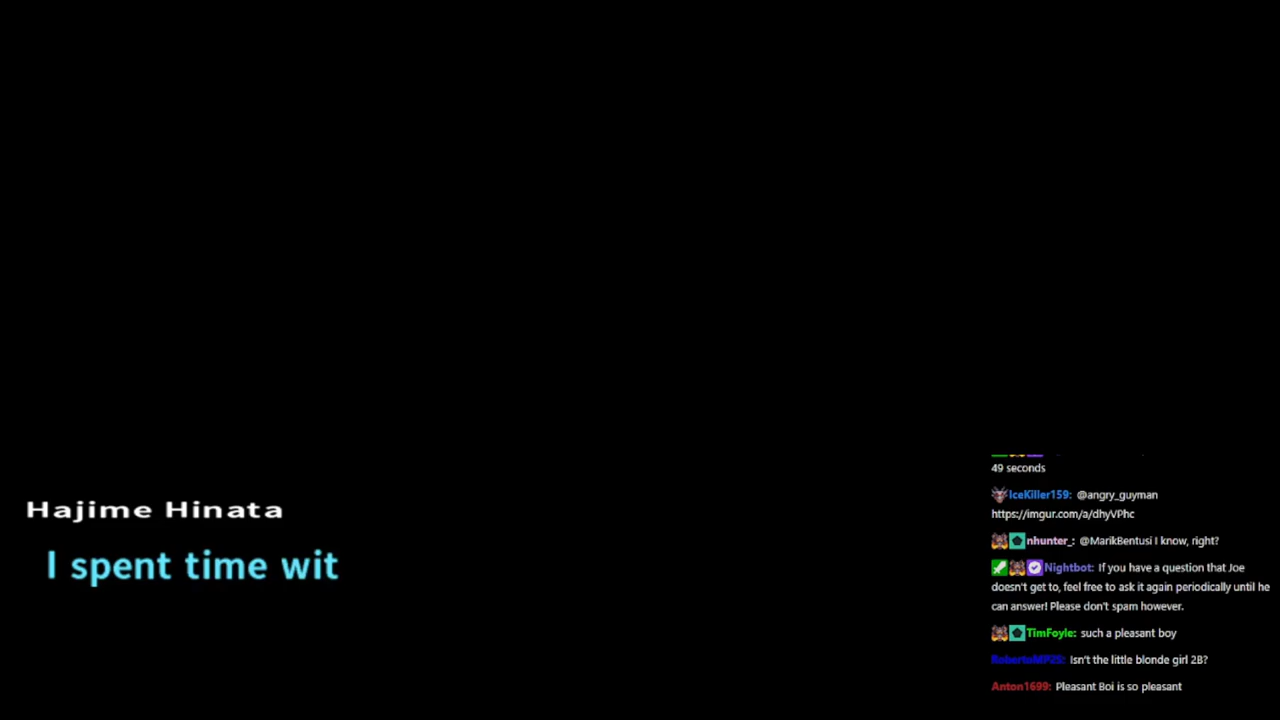 Hajime Hinata
I spent time wit
49 seconds
IceKiller159: @angry_guyman
https://imgur.com/a/dhyVPhc
nhunter_: @MarikBentusi I know, right?
Nightbot: If you have a question that Joe
doesn't get to, feel free to ask it again periodically until he
can answer! Please don't spam however.
TimFoyle: such a pleasant boy
RobertoMP2S: Isn't the little blonde girl 2B?
Anton1699: Pleasant Boi is so pleasant